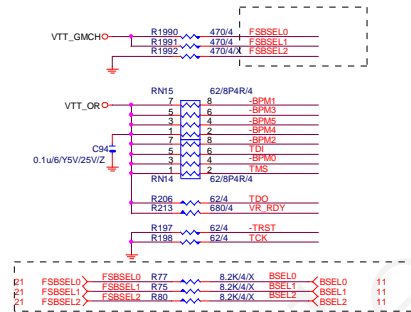 R1990 470/4 FSBSEL0
VTT_GMCH R1991 470/4 FSBSEL1
R1992 470/4/X FSBSEL2
RN15 62/8P4R/4
VTT_OR 7 8 -BPM1
5 6 -BPM3
3 4 -BPM5
1 2 -BPM4
7 8 -BPM2
C94 5 6 TDI
0.1u/6/Y5V/25V/Z 3 4 -BPM0
1 2 TMS
RN14 62/8P4R/4
R206 62/4 TDO
R213 680/4 VR_RDY
R197 62/4 -TRST
R198 62/4 TCK
21 FSBSEL0 FSBSEL0 R77 8.2K/4/X BSEL0 BSEL0 11
21 FSBSEL1 FSBSEL1 R75 8.2K/4/X BSEL1 BSEL1 11
21 FSBSEL2 FSBSEL2 R80 8.2K/4/X BSEL2 BSEL2 11